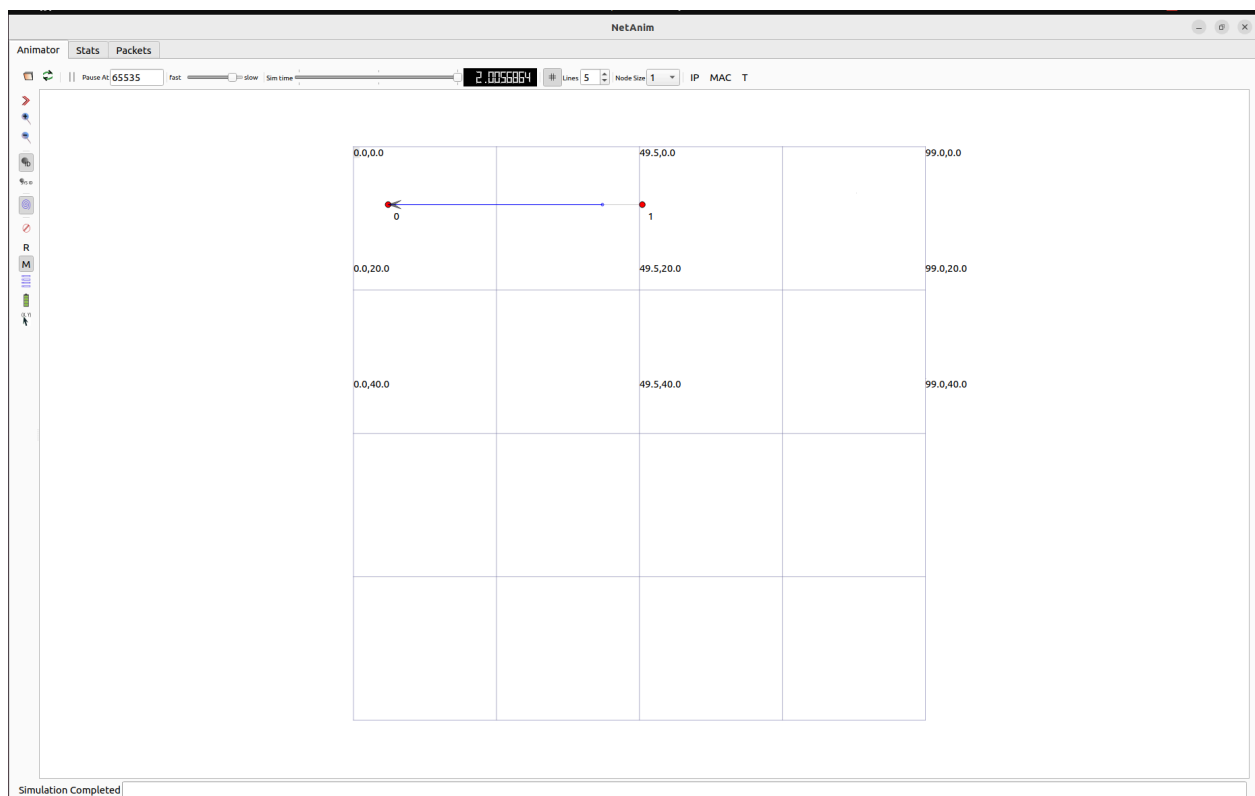 NetAnim
Animator Stats Packets
Pause At 65535 fast slow Sim time 2.0056864 # Lines 5 Node Size 1 IP MAC T
0.0,0.0 49.5,0.0 99.0,0.0
0 1
R
M
0.0,20.0 49.5,20.0 99.0,20.0
0.0,40.0 49.5,40.0 99.0,40.0
Simulation Completed